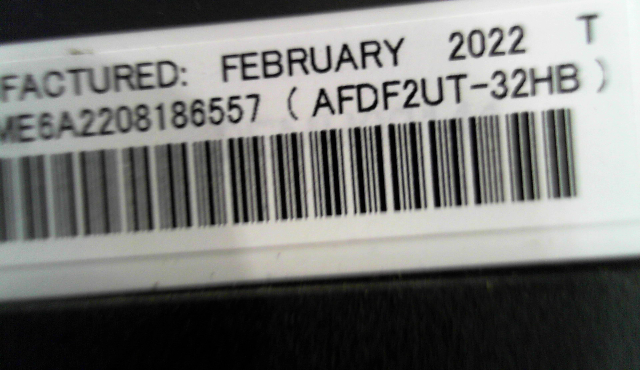 FACTURED: FEBRUARY 2022 T
ME6A2208186557 (AFDF2UT-32HB)